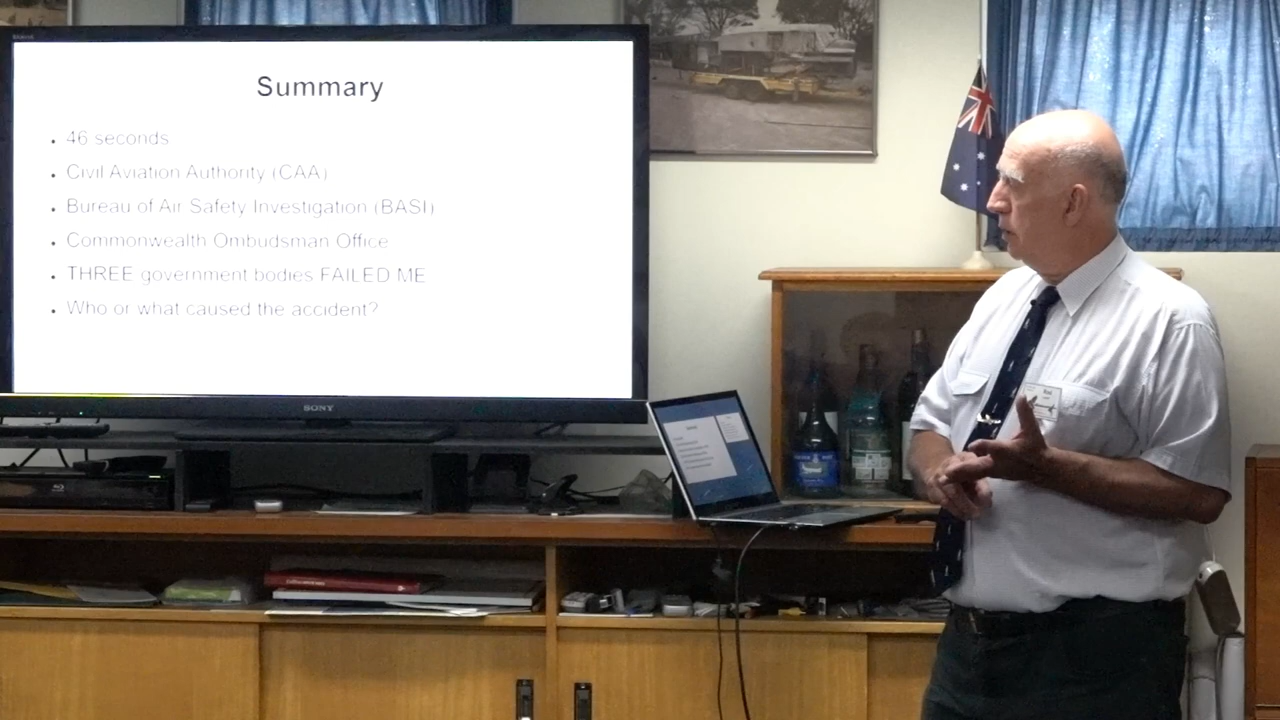 Summary
46 seconds
Civil Aviation Authority (CAA)
Bureau of Air Safety Investigation (BASI)
Commonwealth Ombudsman Office
THREE government bodies FAILED ME
Who or what caused the accident?
SONY